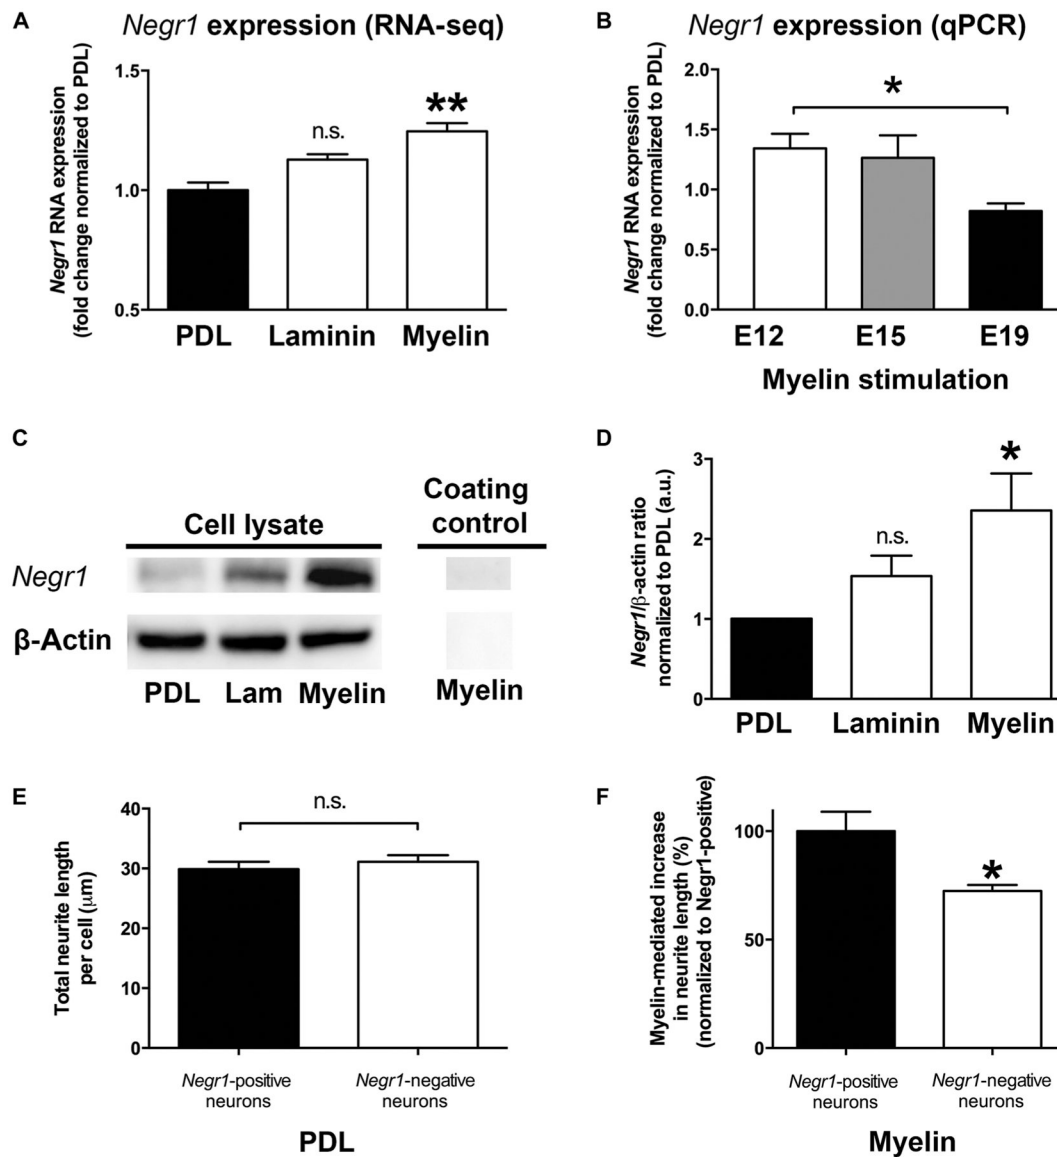 A
Negr1 expression (RNA-seq)
Negr1 RNA expression
(fold change normalized to PDL)
1.5
1.0
0.5
n.s.
**
PDL Laminin Myelin
B
Negr1 expression (qPCR)
Negr1 RNA expression
(fold change normalized to PDL)
2.0
1.5
1.0
0.5
0.0
*
E12 E15 E19
Myelin stimulation
C
Cell lysate
Coating
control
Negr1
β-Actin
PDL Lam Myelin
Myelin
D
Negr1/β-actin ratio
normalized to PDL (a.u.)
3
2
1
0
n.s.
*
PDL Laminin Myelin
E
Total neurite length
per cell (μm)
40
30
20
10
0
n.s.
Negr1-positive
neurons
Negr1-negative
neurons
PDL
F
Myelin-mediated increase
in neurite length (%)
(normalized to Negr1-positive)
100
50
0
*
Negr1-positive
neurons
Negr1-negative
neurons
Myelin